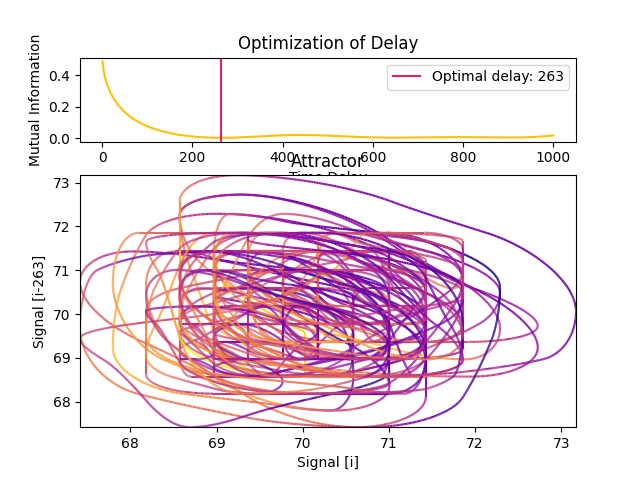 Optimization of Delay
Mutual Information
0.4
0.2
0.0
Optimal delay: 263
0 200 400 600 800 1000
Time Delay
Attractor
Signal [i-263]
73
72
71
70
69
68
68 69 70 71 72 73
Signal [i]